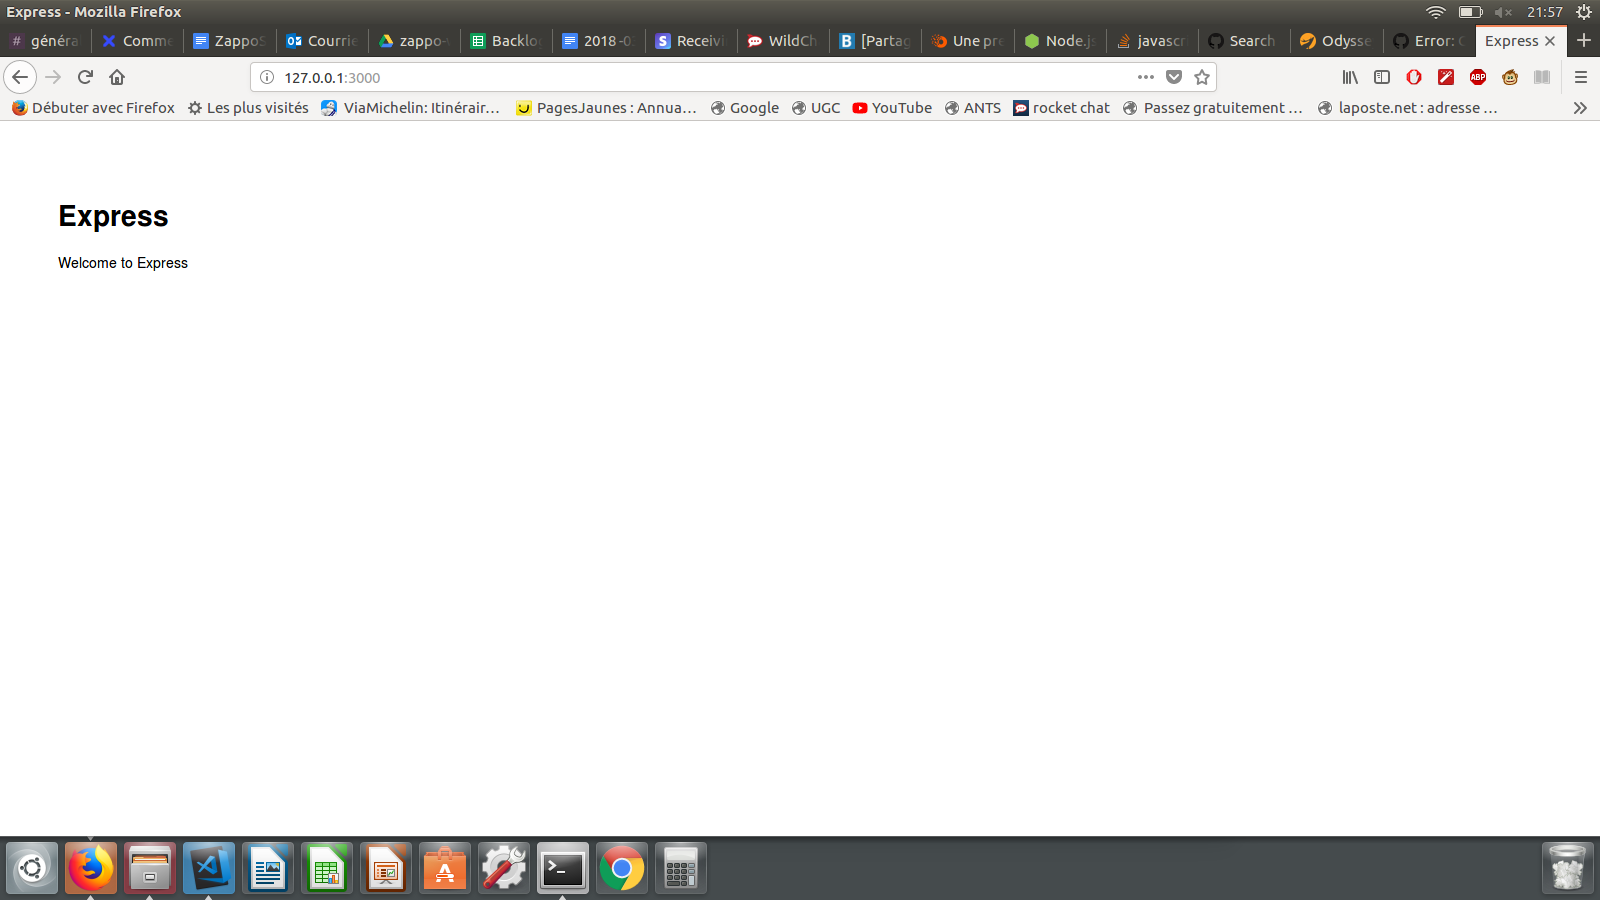 Express - Mozilla Firefox
21:57
# généra
Comme
ZappoS
Courrie
zappo-
Backlo
2018-0
Receivi
WildCh
[Partag
Une pre
Node.js
javascr
Search
Odysse
Error: C
Express
127.0.0.1:3000
ABP
Débuter avec Firefox
Les plus visités
ViaMichelin: Itinérair…
PagesJaunes : Annua…
Google
UGC
YouTube
ANTS
rocket chat
Passez gratuitement …
laposte.net : adresse …
Express
Welcome to Express